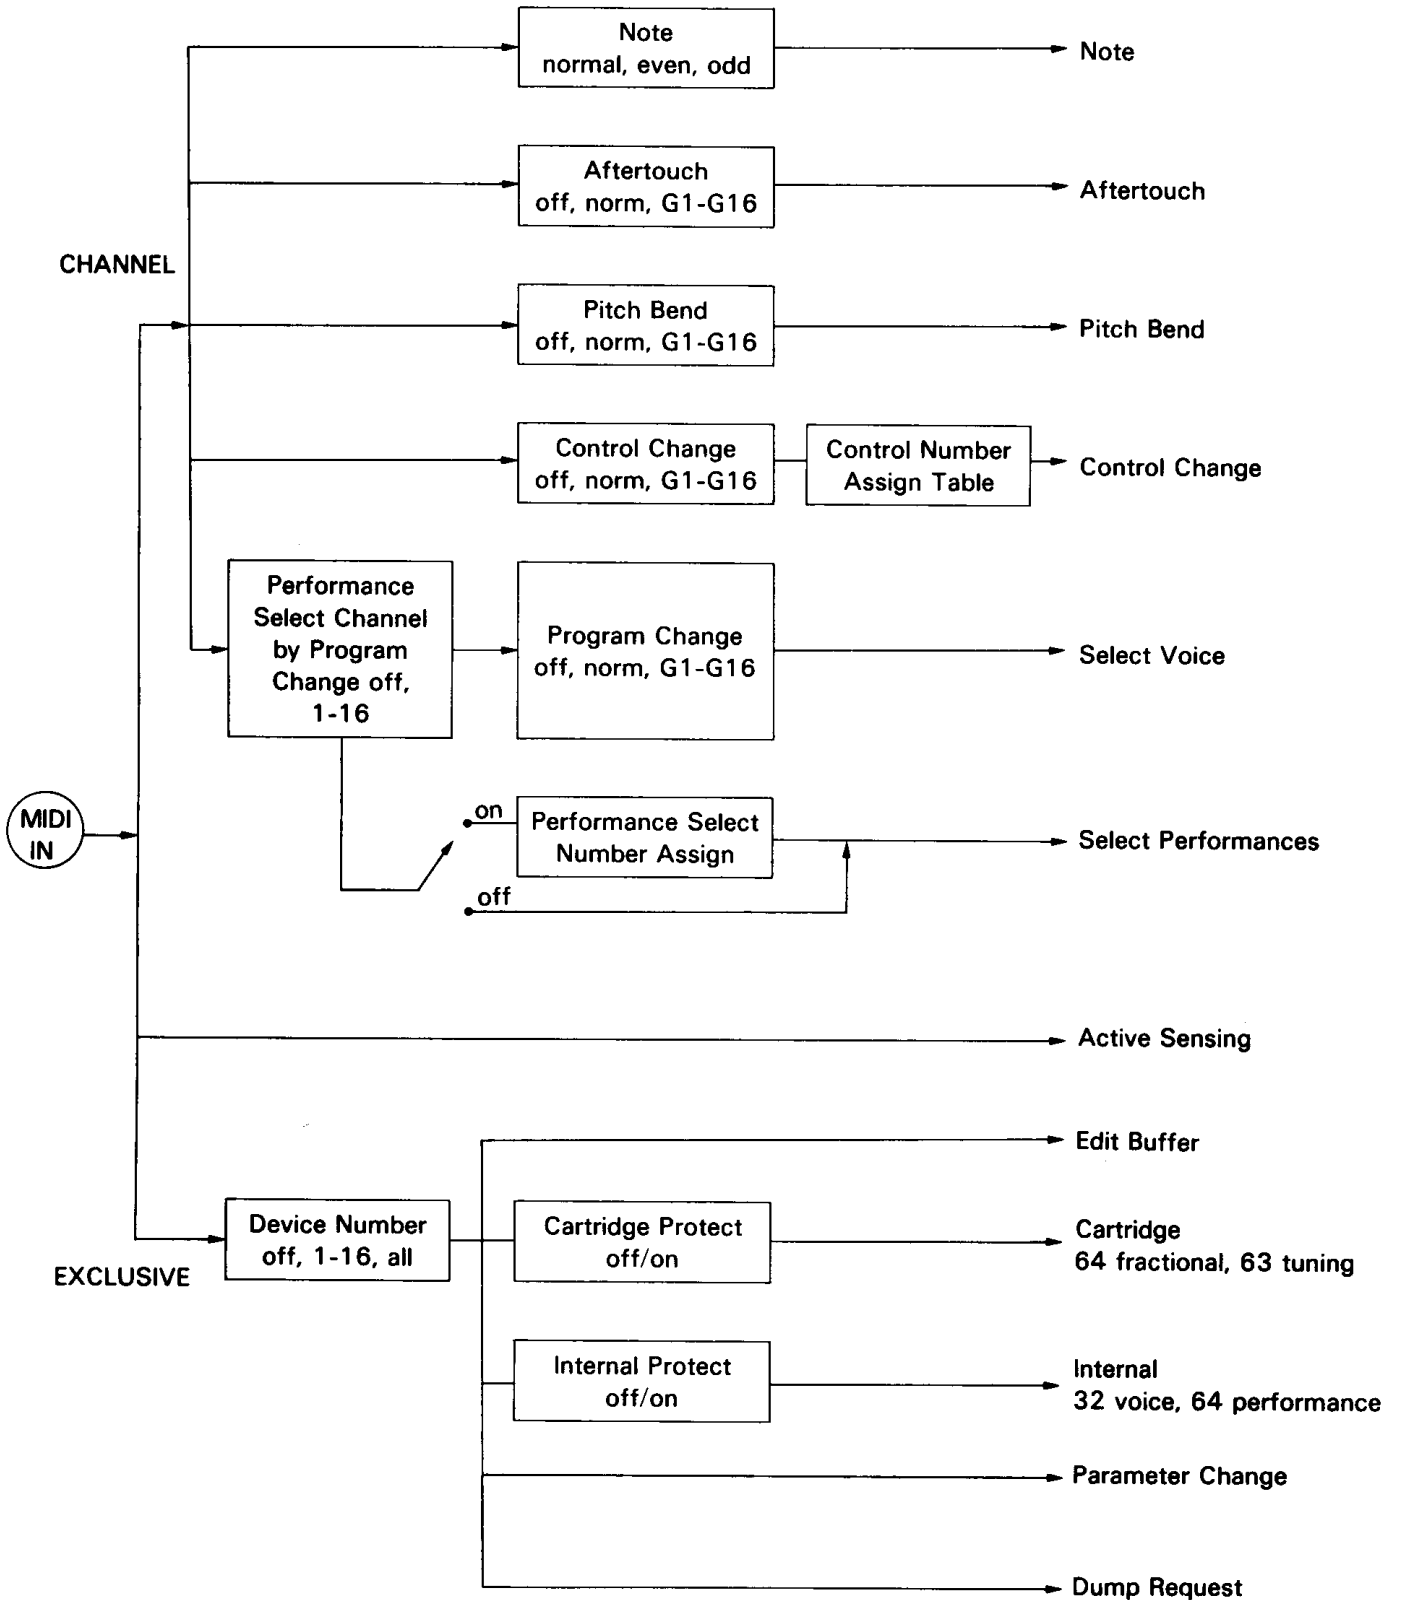 Note
normal, even, odd
Note
Aftertouch
off, norm, G1-G16
Aftertouch
CHANNEL
Pitch Bend
off, norm, G1-G16
Pitch Bend
Control Change
off, norm, G1-G16
Control Number
Assign Table
Control Change
Performance
Select Channel
by Program
Change off,
1-16
Program Change
off, norm, G1-G16
Select Voice
MIDI
IN
on
Performance Select
Number Assign
Select Performances
off
Active Sensing
Edit Buffer
Device Number
off, 1-16, all
EXCLUSIVE
Cartridge Protect
off/on
Cartridge
64 fractional, 63 tuning
Internal Protect
off/on
Internal
32 voice, 64 performance
Parameter Change
Dump Request